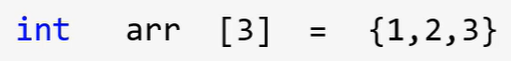 int arr [3] = {1,2,3}